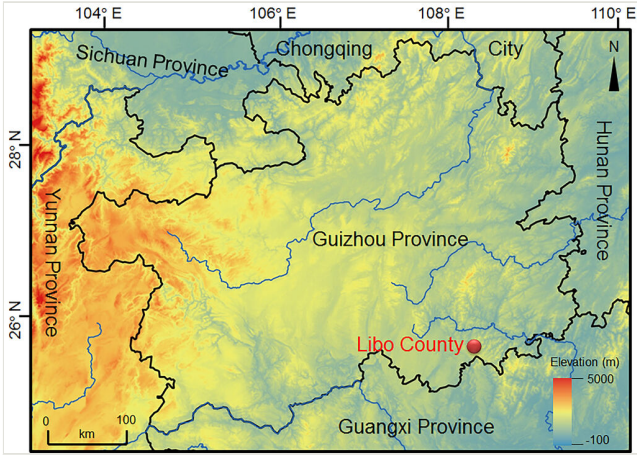 104° E
106° E
108° E
110° E
Sichuan Province
Chongqing
City
N
28° N
Hunan Province
Yunnan Province
Guizhou Province
26° N
Libo County
Elevation (m)
5000
-100
0
100
km
Guangxi Province